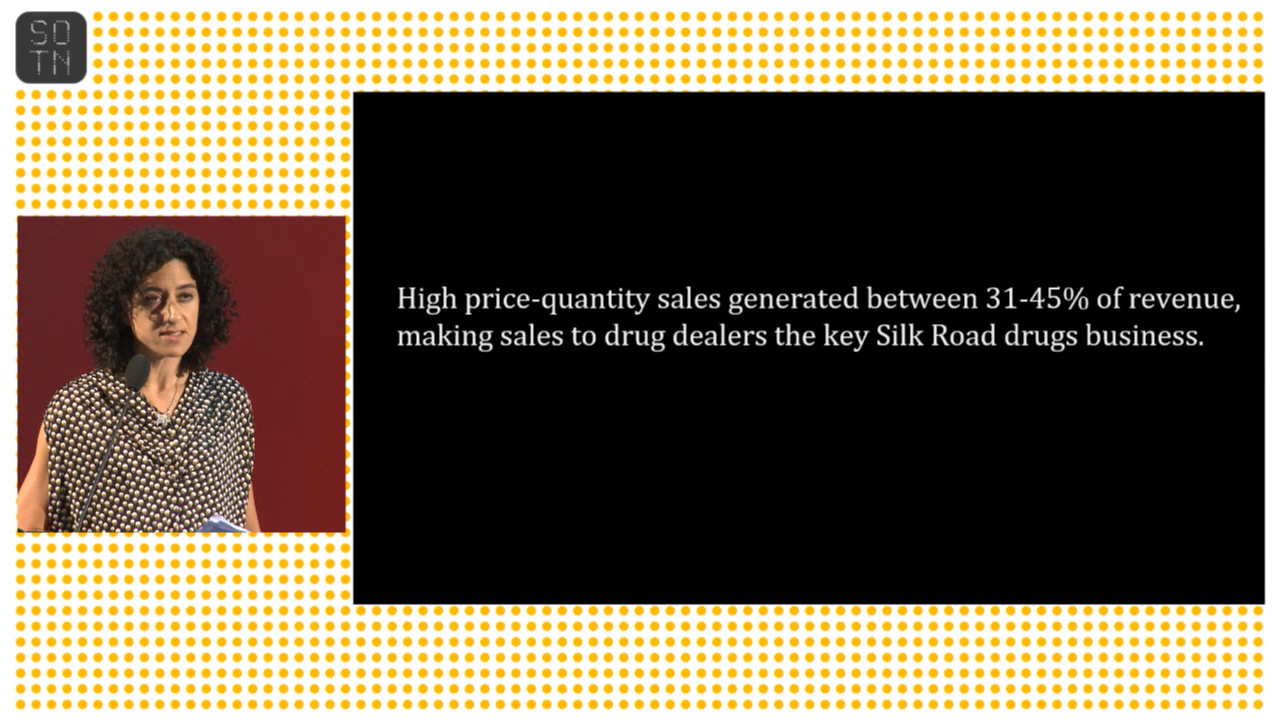 SO
TN
High price-quantity sales generated between 31-45% of revenue,
making sales to drug dealers the key Silk Road drugs business.